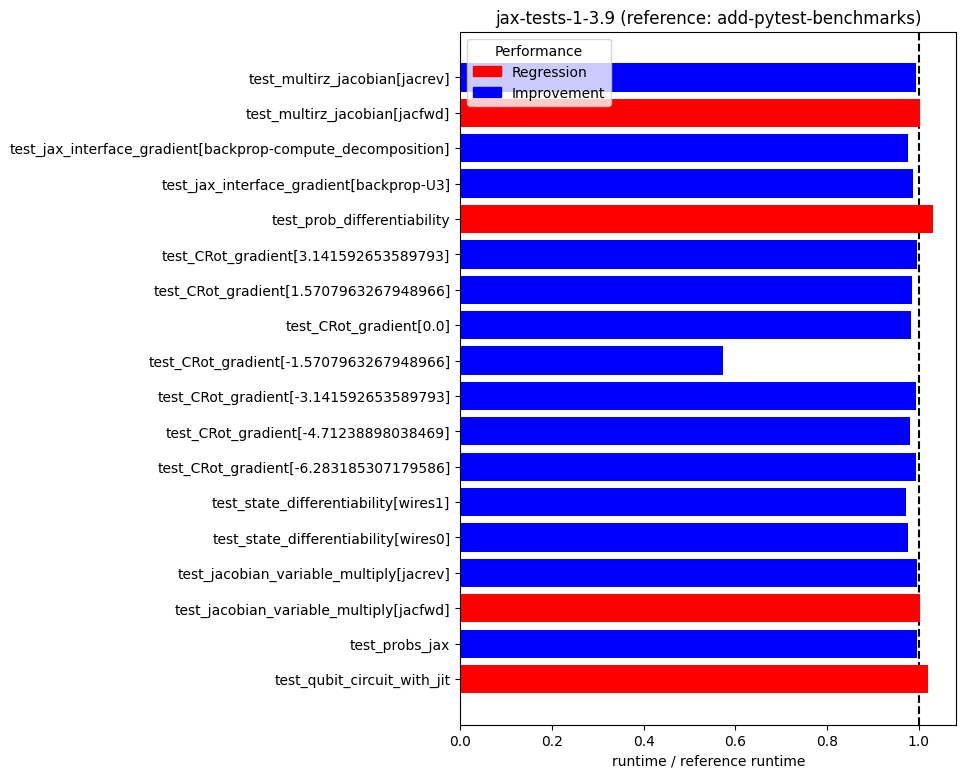 jax-tests-1-3.9 (reference: add-pytest-benchmarks)
Performance
Regression
Improvement
test_multirz_jacobian[jacrev]
test_multirz_jacobian[jacfwd]
test_jax_interface_gradient[backprop-compute_decomposition]
test_jax_interface_gradient[backprop-U3]
test_prob_differentiability
test_CRot_gradient[3.141592653589793]
test_CRot_gradient[1.5707963267948966]
test_CRot_gradient[0.0]
test_CRot_gradient[-1.5707963267948966]
test_CRot_gradient[-3.141592653589793]
test_CRot_gradient[-4.71238898038469]
test_CRot_gradient[-6.283185307179586]
test_state_differentiability[wires1]
test_state_differentiability[wires0]
test_jacobian_variable_multiply[jacrev]
test_jacobian_variable_multiply[jacfwd]
test_probs_jax
test_qubit_circuit_with_jit
0.0 0.2 0.4 0.6 0.8 1.0
runtime / reference runtime